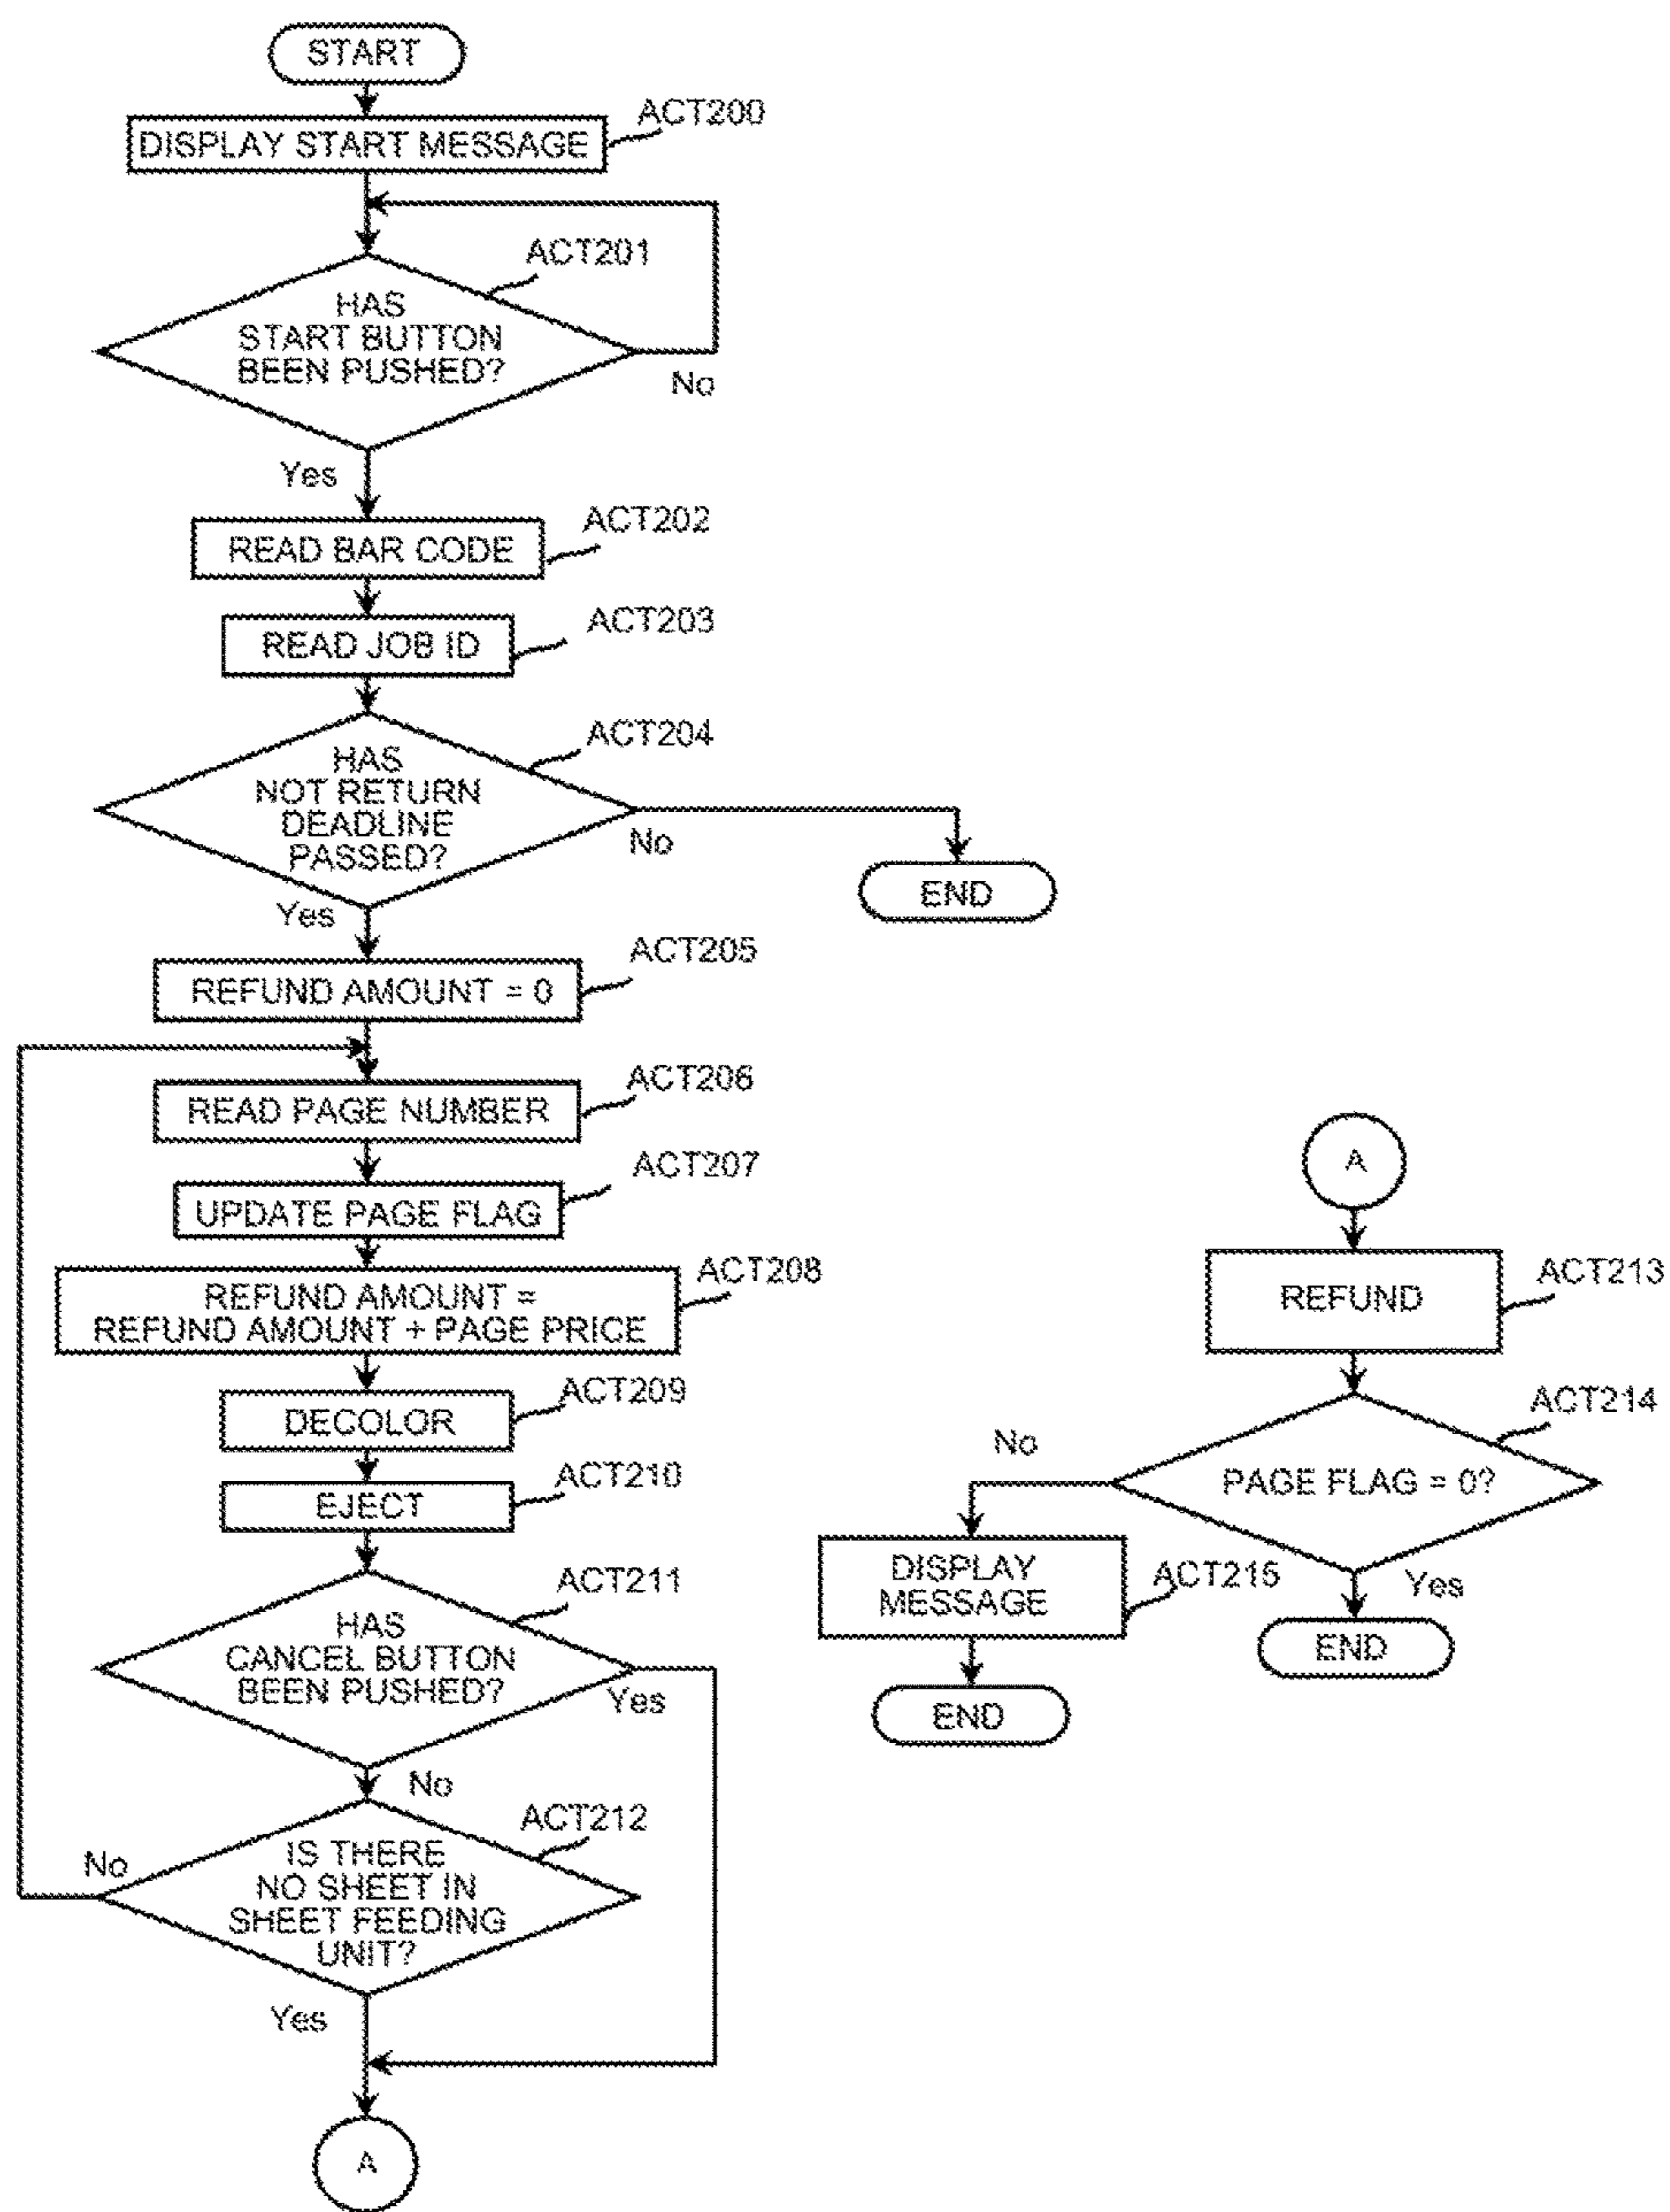 START
DISPLAY START MESSAGE
ACT200
ACT201
HAS
START BUTTON
BEEN PUSHED?
No
Yes
READ BAR CODE
ACT202
READ JOB ID
ACT203
ACT204
HAS
NOT RETURN
DEADLINE
PASSED?
No
END
Yes
REFUND AMOUNT = 0
ACT205
READ PAGE NUMBER
ACT206
UPDATE PAGE FLAG
ACT207
REFUND AMOUNT =
REFUND AMOUNT + PAGE PRICE
ACT208
DECOLOR
ACT209
EJECT
ACT210
ACT211
HAS
CANCEL BUTTON
BEEN PUSHED?
Yes
No
ACT212
IS THERE
NO SHEET IN
SHEET FEEDING
UNIT?
No
Yes
A
A
REFUND
ACT213
ACT214
PAGE FLAG = 0?
No
Yes
DISPLAY
MESSAGE
ACT215
END
END